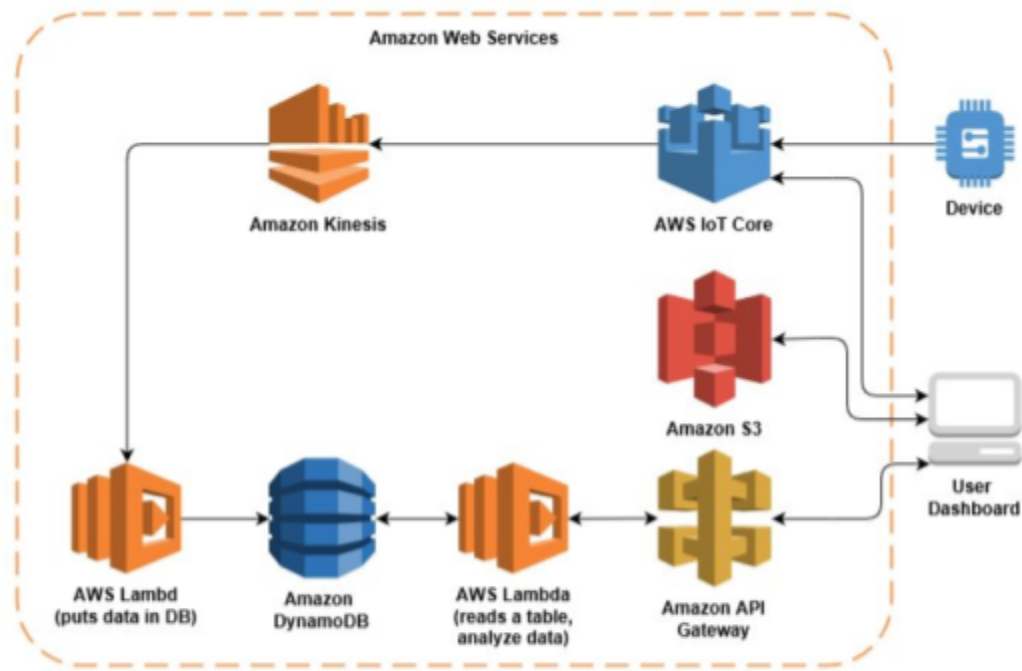 Amazon Web Services
Amazon Kinesis
AWS IoT Core
Device
Amazon S3
User
Dashboard
AWS Lambd
(puts data in DB)
Amazon
DynamoDB
AWS Lambda
(reads a table,
analyze data)
Amazon API
Gateway